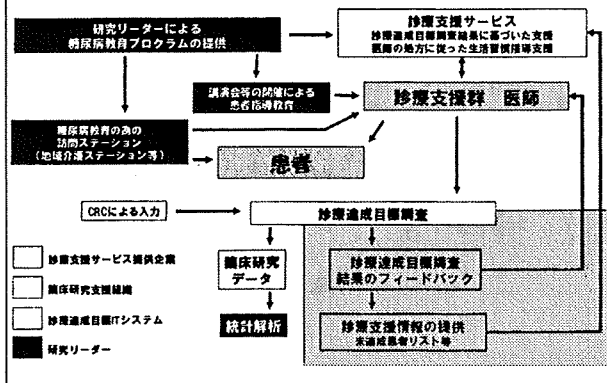 研究リーダーによる
糖尿病教育プログラムの提供
診療支援サービス
診療達成目標調査結果に基づいた支援
医師の処方に従った生活習慣指導支援
講演会等の開催による
患者指導教育
診療支援群 医師
糖尿病教育の為の
訪問ステーション
(地域介護ステーション等)
患者
CRCによる入力
診療達成目標調査
臨床研究
データ
診療達成目標調査
結果のフィードバック
統計解析
診療支援情報の提供
未達成患者リスト等
診療支援サービス提供企業
臨床研究支援組織
診療達成目標ITシステム
研究リーダー